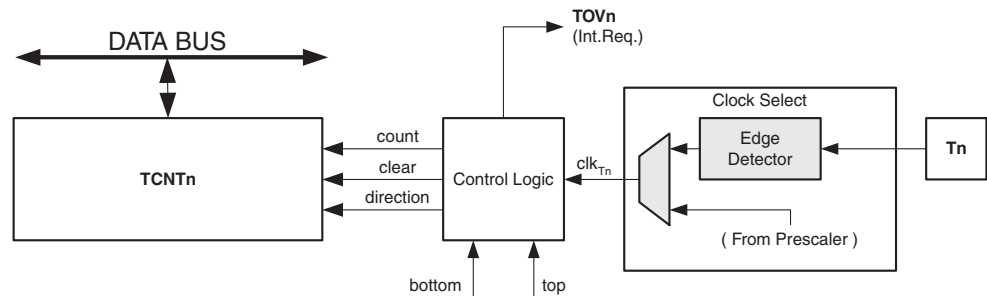 TOVn
(Int.Req.)
DATA BUS
Clock Select
count
Edge
Detector
Tn
TCNTn
clear
Control Logic
clkTn
direction
( From Prescaler )
bottom
top